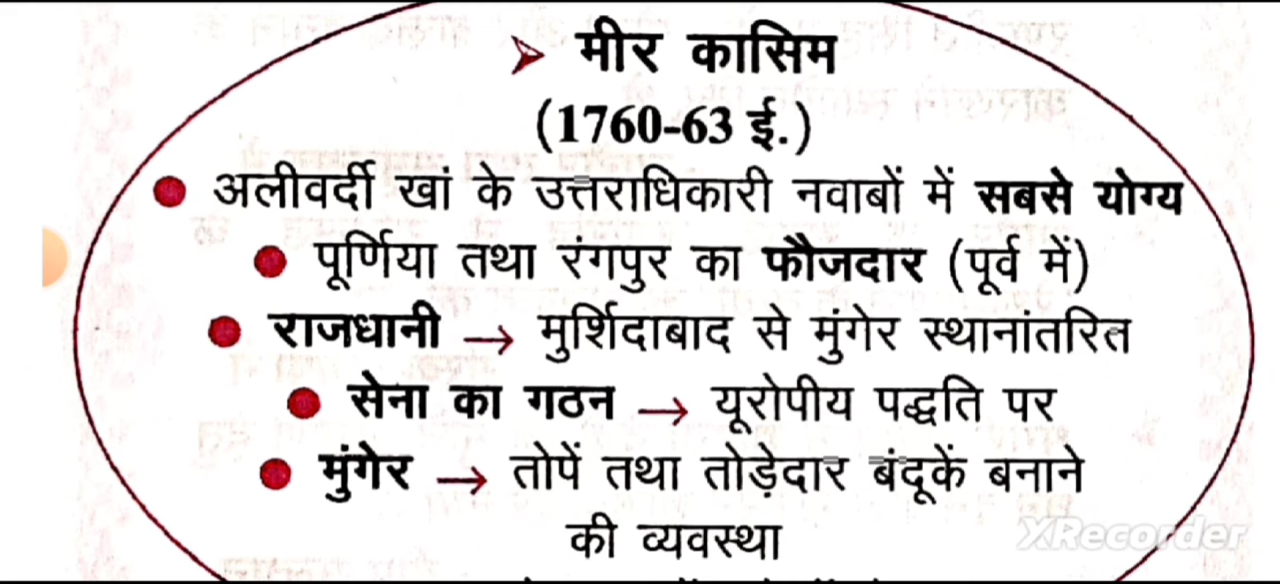 ➢ मीर कासिम
(1760-63 ई.)
● अलीवर्दी खां के उत्तराधिकारी नवाबों में सबसे योग्य
● पूर्णिया तथा रंगपुर का फौजदार (पूर्व में)
● राजधानी → मुर्शिदाबाद से मुंगेर स्थानांतरित
● सेना का गठन → यूरोपीय पद्धति पर
● मुंगेर → तोपें तथा तोड़ेदार बंदूकें बनाने
की व्यवस्था
XRecorder